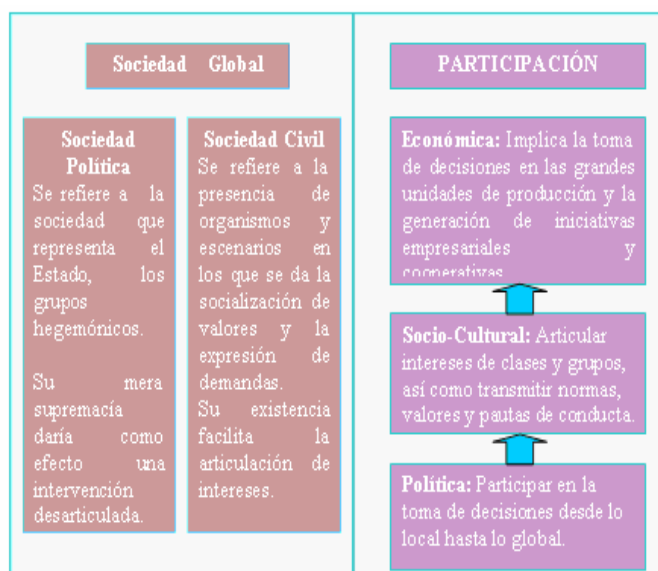 Sociedad Global
Sociedad
Política
Se refiere a la
sociedad que
representa el
Estado, los
grupos
hegemónicos.
Su mera
supremacía
daría como
efecto una
intervención
desarticulada.
Sociedad Civil
Se refiere a la
presencia de
organismos y
escenarios en
los que se da la
socialización de
valores y la
expresión de
demandas.
Su existencia
facilita la
articulación de
intereses.
PARTICIPACIÓN
Económica: Implica la toma
de decisiones en las grandes
unidades de producción y la
generación de iniciativas
empresariales y
cooperativas
Socio-Cultural: Articular
intereses de clases y grupos,
así como transmitir normas,
valores y pautas de conducta.
Política: Participar en la
toma de decisiones desde lo
local hasta lo global.